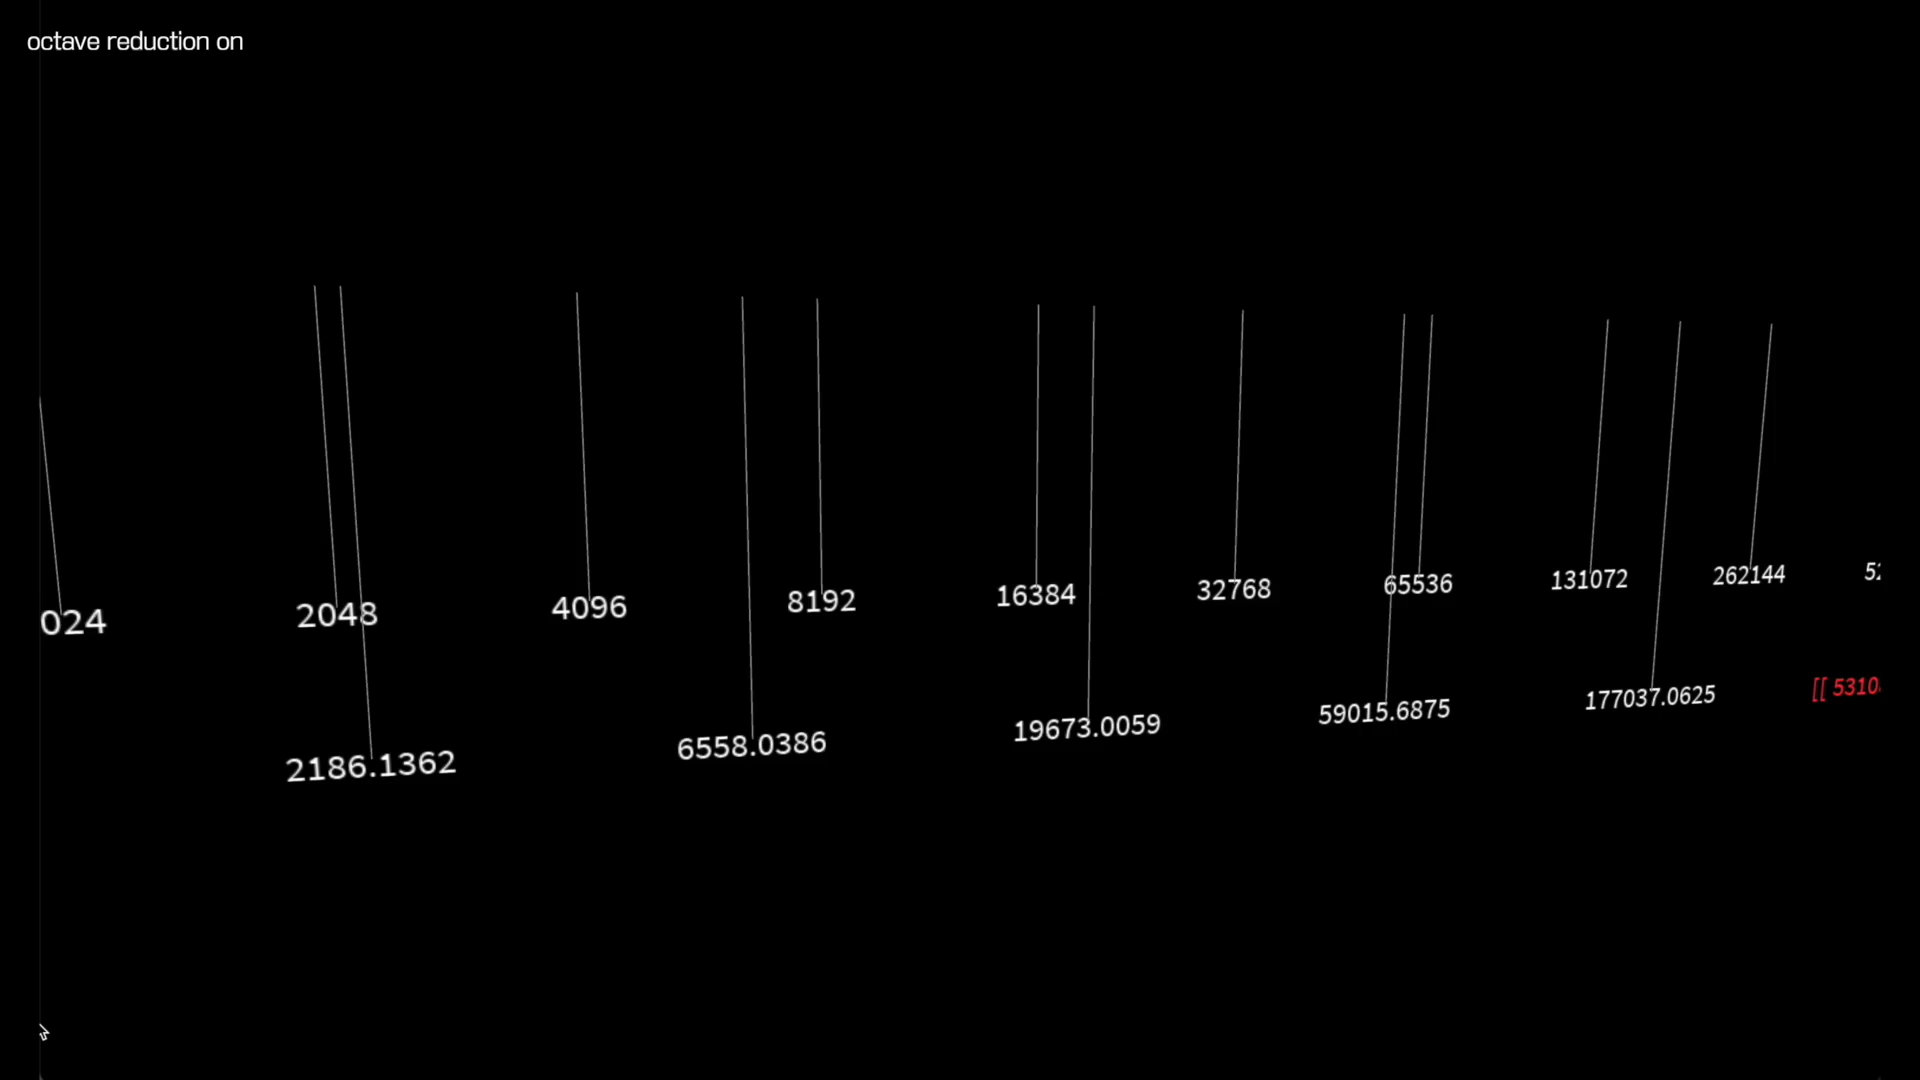 octave reduction on
024 2048 4096 8192 16384 32768 65536 131072 262144
2186.1362 6558.0386 19673.0059 59015.6875 177037.0625 [[ 5310